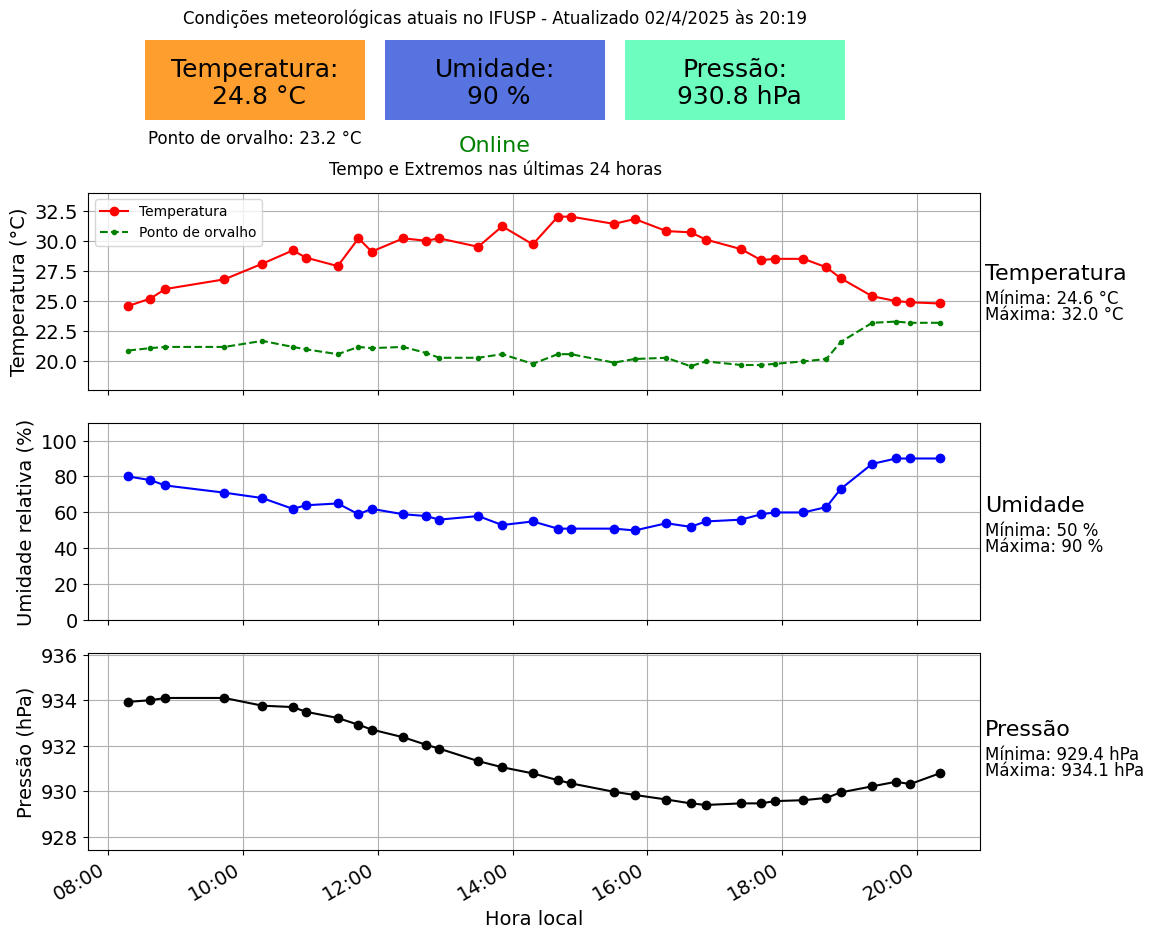 Condições meteorológicas atuais no IFUSP - Atualizado 02/4/2025 às 20:19
Temperatura:
24.8 °C
Umidade:
90 %
Pressão:
930.8 hPa
Ponto de orvalho: 23.2 °C
Online
Tempo e Extremos nas últimas 24 horas
Temperatura (°C)
32.5
30.0
27.5
25.0
22.5
20.0
Temperatura
Ponto de orvalho
Temperatura
Mínima: 24.6 °C
Máxima: 32.0 °C
Umidade relativa (%)
100
80
60
40
20
0
Umidade
Mínima: 50 %
Máxima: 90 %
Pressão (hPa)
936
934
932
930
928
Pressão
Mínima: 929.4 hPa
Máxima: 934.1 hPa
08:00
10:00
12:00
14:00
16:00
18:00
20:00
Hora local